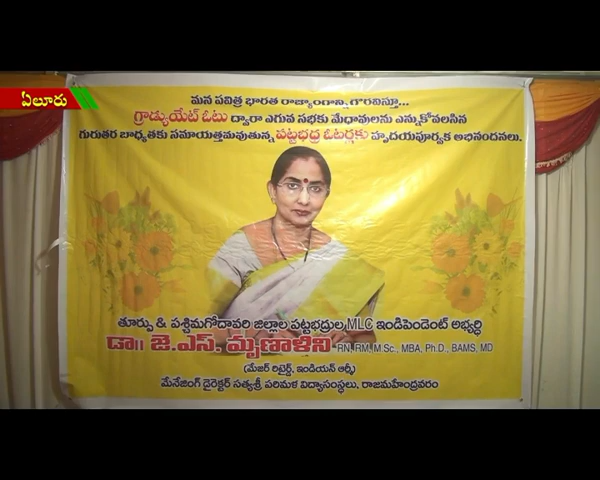 ఏలూరు
మన పవిత్ర భారత రాజ్యాంగాన్ని గౌరవిస్తూ...
గ్రాడ్యుయేట్ ఓటు ద్వారా ఎగువ సభకు మేధావులను ఎన్నుకోవలసిన
గురుతర బాధ్యతకు సమాయత్తమవుతున్న పట్టభద్ర ఓటర్లకు హృదయపూర్వక అభినందనలు.
తూర్పు & పశ్చిమగోదావరి జిల్లాల పట్టభద్రుల MLC ఇండిపెండెంట్ అభ్యర్థి
డా॥ జె.ఎస్. మృణాళిని RN, RM, M.Sc., MBA, Ph.D., BAMS, MD
(మేజర్ రిటైర్డ్, ఇండియన్ ఆర్మీ)
మేనేజింగ్ డైరెక్టర్ సత్యశ్రీ పరిమళ విద్యాసంస్థలు, రాజమహేంద్రవరం